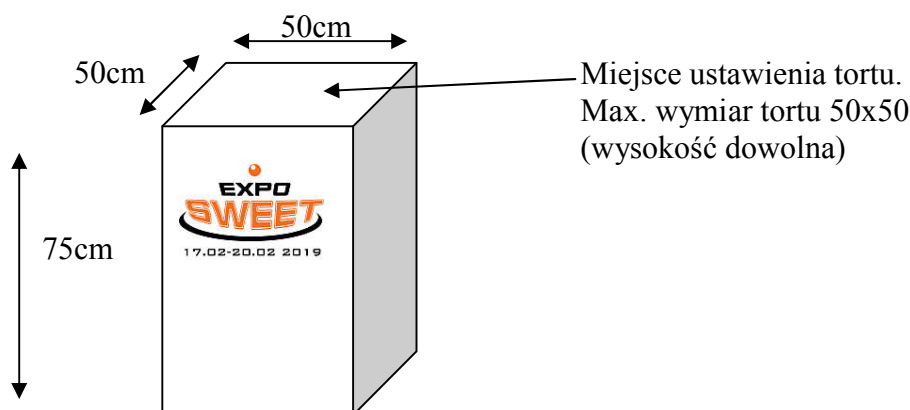 50cm
50cm
Miejsce ustawienia tortu.
Max. wymiar tortu 50x50
(wysokość dowolna)
EXPO
SWEET
17.02-20.02 2019
75cm